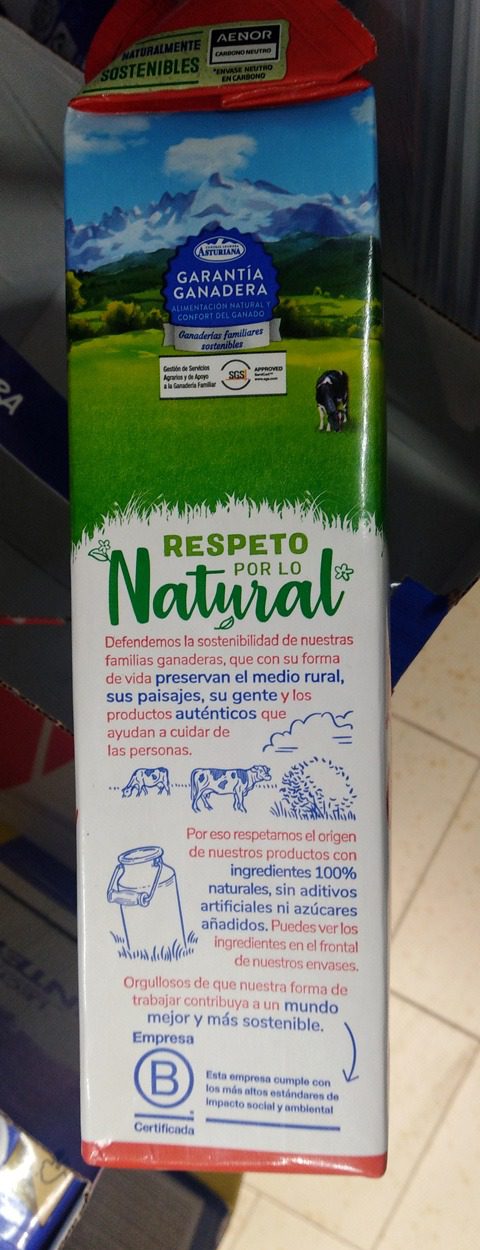 NATURALMENTE
SOSTENIBLES
AENOR
CARBONO NEUTRO
*ENVASE NEUTRO
EN CARBONO
CENTRAL LECHERA
ASTURIANA
GARANTÍA
GANADERA
ALIMENTACIÓN NATURAL Y
CONFORT DEL GANADO
Ganaderías familiares
sostenibles
Gestión de Servicios
Agrarios y de Apoyo
a la Ganadería Familiar
SGS
APPROVED
www.sgs.com
RESPETO
POR LO
Natural
Defendemos la sostenibilidad de nuestras
familias ganaderas, que con su forma
de vida preservan el medio rural,
sus paisajes, su gente y los
productos auténticos que
ayudan a cuidar de
las personas.
Por eso respetamos el origen
de nuestros productos con
ingredientes 100%
naturales, sin aditivos
artificiales ni azúcares
añadidos. Puedes ver los
ingredientes en el frontal
de nuestros envases.
Orgullosos de que nuestra forma de
trabajar contribuya a un mundo
mejor y más sostenible.
Empresa
B
Certificada
Esta empresa cumple con
los más altos estándares de
impacto social y ambiental